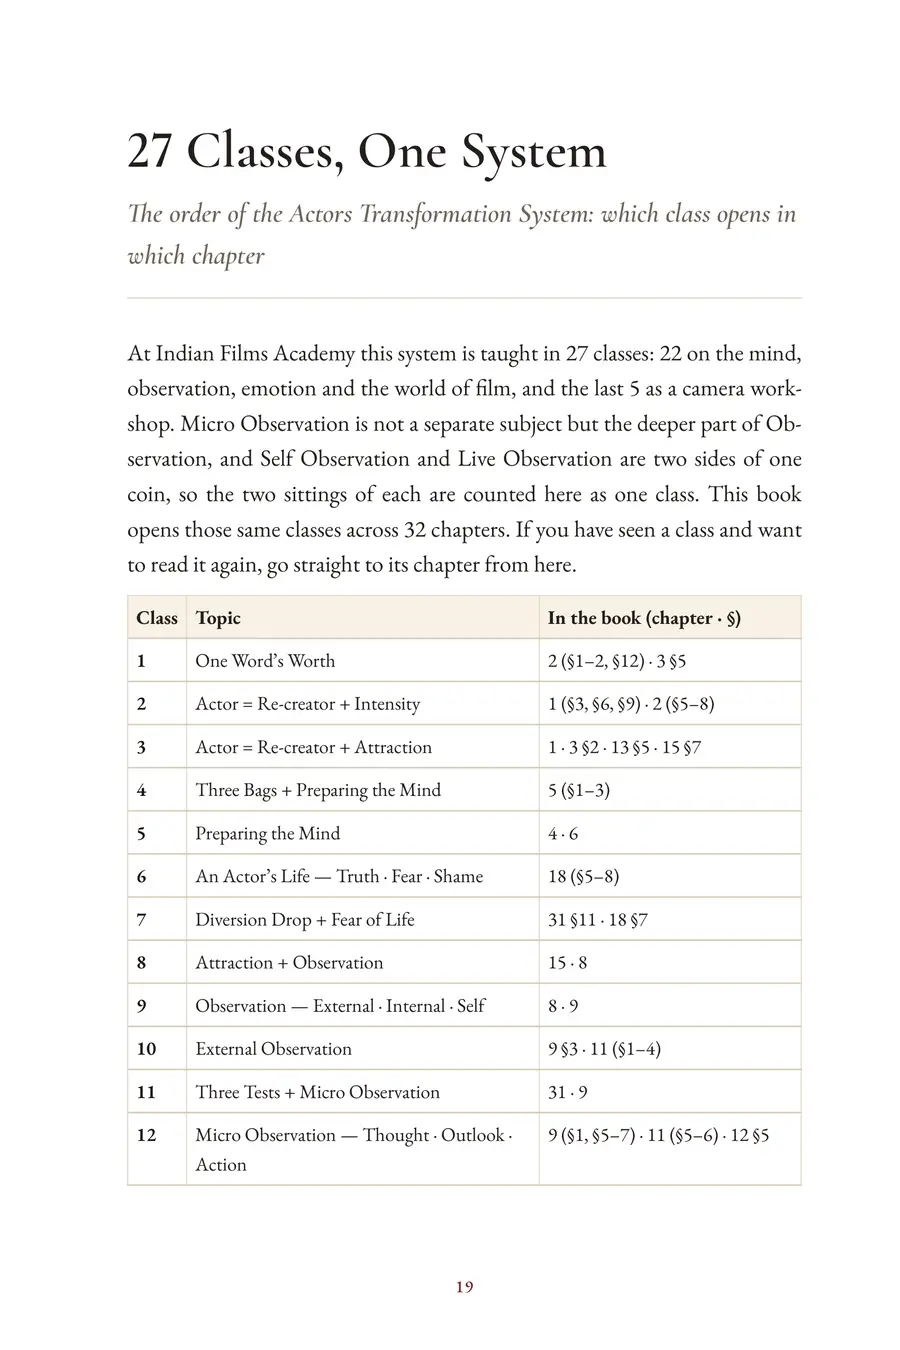 27 Classes, One System
The order of the Actors Transformation System: which class opens in
which chapter
At Indian Films Academy this system is taught in 27 classes: 22 on the mind,
observation, emotion and the world of film, and the last 5 as a camera work-
shop. Micro Observation is not a separate subject but the deeper part of Ob-
servation, and Self Observation and Live Observation are two sides of one
coin, so the two sittings of each are counted here as one class. This book
opens those same classes across 32 chapters. If you have seen a class and want
to read it again, go straight to its chapter from here.
Class Topic In the book (chapter · §)
1 One Word’s Worth 2 (§1–2, §12) · 3 §5
2 Actor = Re-creator + Intensity 1 (§3, §6, §9) · 2 (§5–8)
3 Actor = Re-creator + Attraction 1 · 3 §2 · 13 §5 · 15 §7
4 Three Bags + Preparing the Mind 5 (§1–3)
5 Preparing the Mind 4 · 6
6 An Actor’s Life — Truth · Fear · Shame 18 (§5–8)
7 Diversion Drop + Fear of Life 31 §11 · 18 §7
8 Attraction + Observation 15 · 8
9 Observation — External · Internal · Self 8 · 9
10 External Observation 9 §3 · 11 (§1–4)
11 Three Tests + Micro Observation 31 · 9
12 Micro Observation — Thought · Outlook · 9 (§1, §5–7) · 11 (§5–6) · 12 §5
Action
19